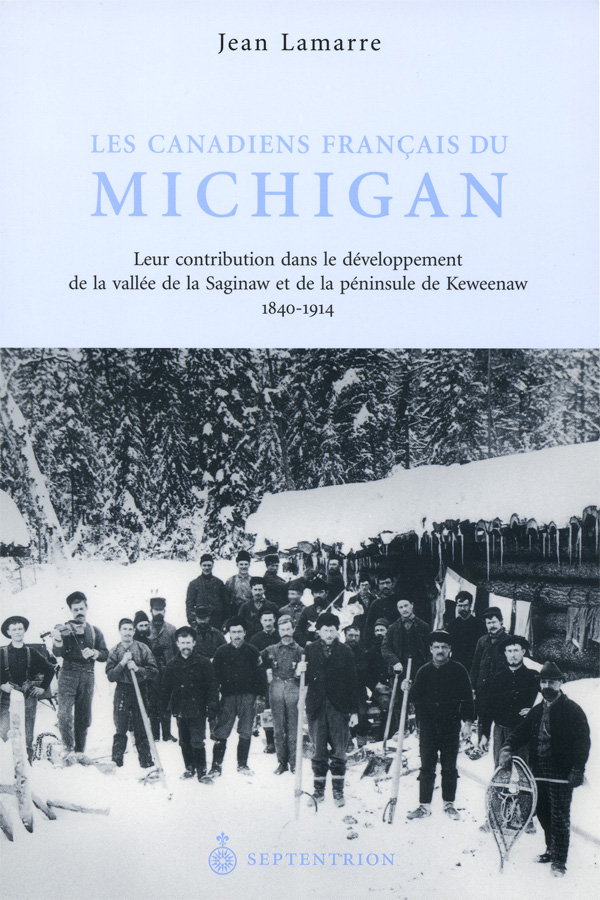 Jean Lamarre
LES CANADIENS FRANÇAIS DU
MICHIGAN
Leur contribution dans le développement
de la vallée de la Saginaw et de la péninsule de Keweenaw
1840-1914
SEPTENTRION